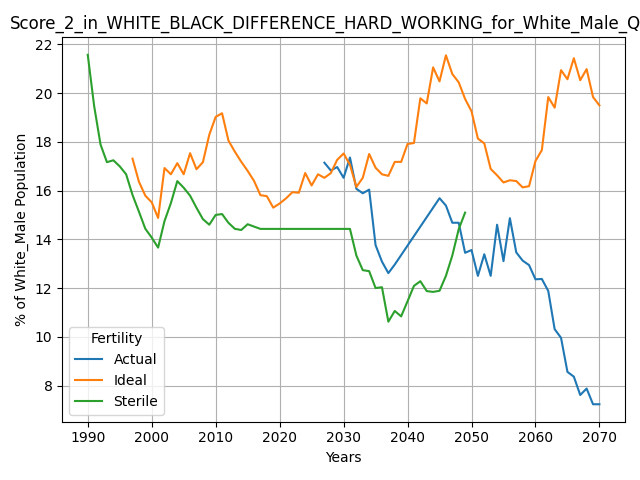 Score_2_in_WHITE_BLACK_DIFFERENCE_HARD_WORKING_for_White_Male_Q
22
20
18
16
14
12
10
8
% of White_Male Population
Fertility
Actual
Ideal
Sterile
1990 2000 2010 2020 2030 2040 2050 2060 2070
Years